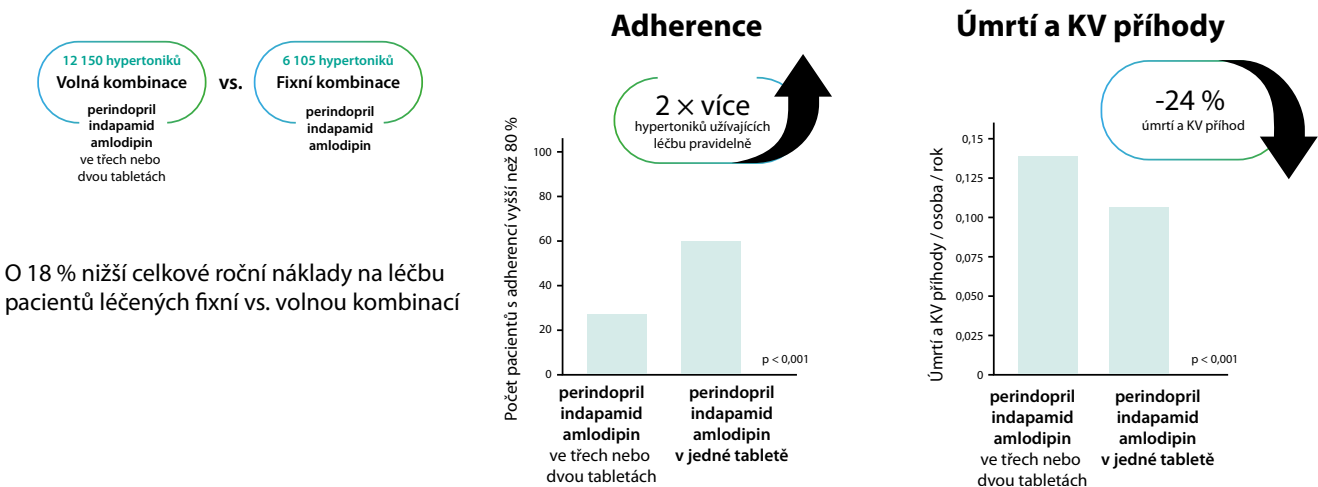 12 150 hypertoniků
Volná kombinace
perindopril
indapamid
amlodipin
ve třech nebo
dvou tabletách
vs.
6 105 hypertoniků
Fixní kombinace
perindopril
indapamid
amlodipin
O 18 % nižší celkové roční náklady na léčbu
pacientů léčených fixní vs. volnou kombinací
Adherence
2 × více
hypertoniků užívajících
léčbu pravidelně
Počet pacientů s adherencí vyšší než 80 %
100
80
60
40
20
0
p < 0,001
perindopril
indapamid
amlodipin
ve třech nebo
dvou tabletách
perindopril
indapamid
amlodipin
v jedné tabletě
Úmrtí a KV příhody
-24 %
úmrtí a KV příhod
Úmrtí a KV příhody / osoba / rok
0,15
0,125
0,100
0,075
0,050
0,025
0
p < 0,001
perindopril
indapamid
amlodipin
ve třech nebo
dvou tabletách
perindopril
indapamid
amlodipin
v jedné tabletě